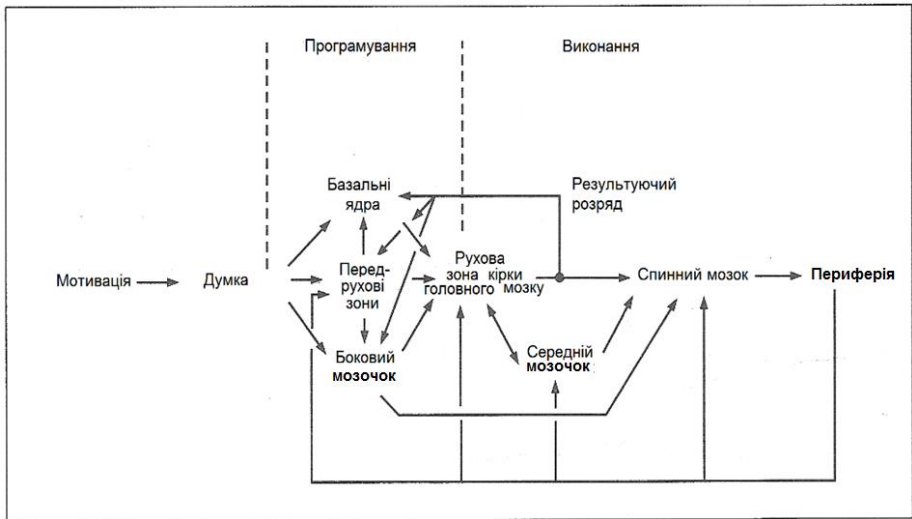 Програмування
Виконання
Базальні
ядра
Результуючий
розряд
Мотивація
Думка
Перед-
рухові
зони
Рухова
зона кірки
головного мозку
Спинний мозок
Периферія
Боковий
мозочок
Середній
мозочок